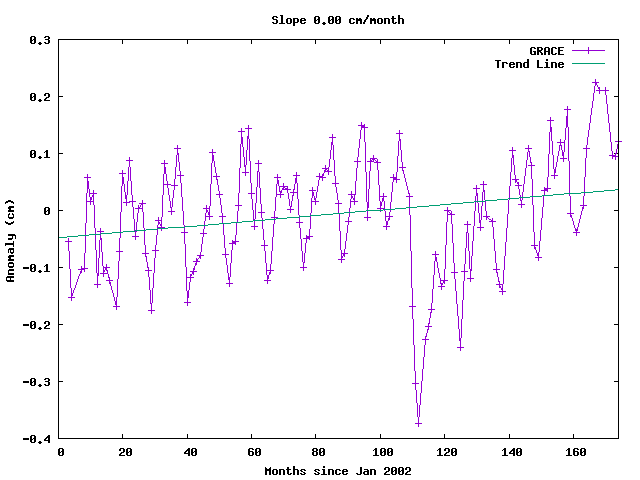 Slope 0.00 cm/month
0.3
GRACE
Trend Line
0.2
0.1
0
-0.1
-0.2
-0.3
-0.4
Anomaly (cm)
0 20 40 60 80 100 120 140 160
Months since Jan 2002